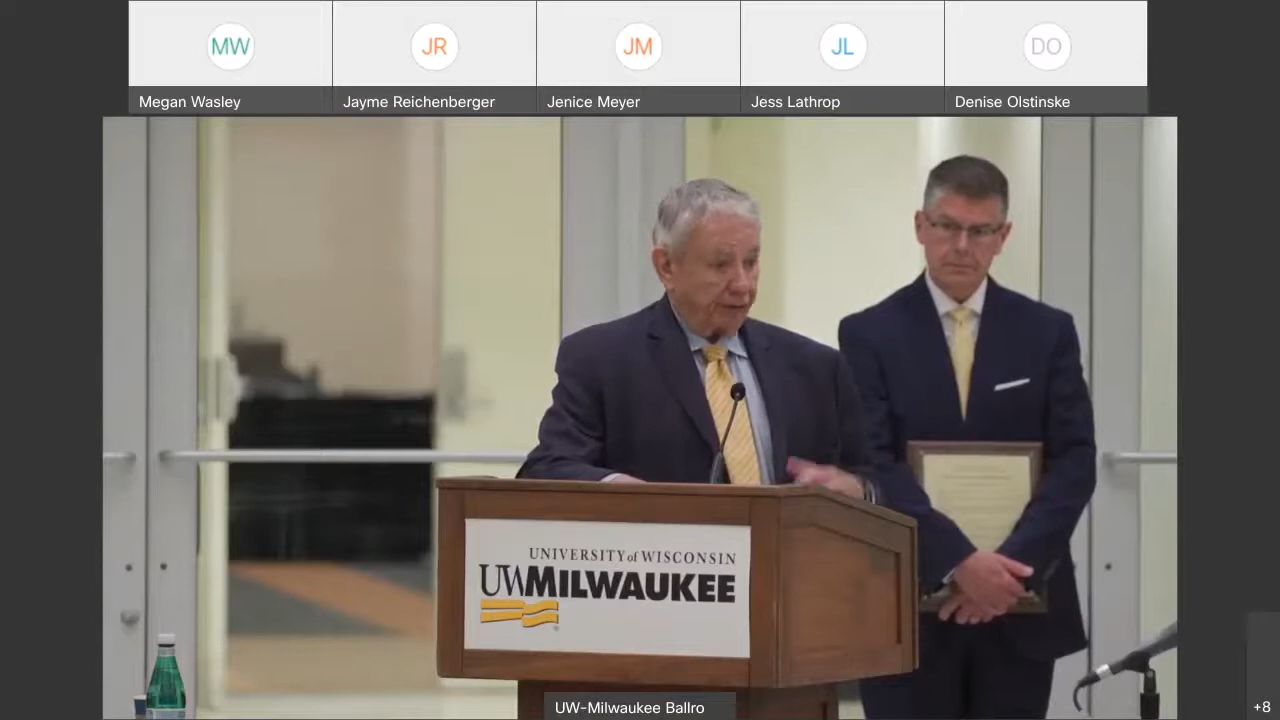 MW
JR
JM
JL
DO
Megan Wasley
Jayme Reichenberger
Jenice Meyer
Jess Lathrop
Denise Olstinske
UNIVERSITY of WISCONSIN
UWMILWAUKEE
UW-Milwaukee Ballro
+8